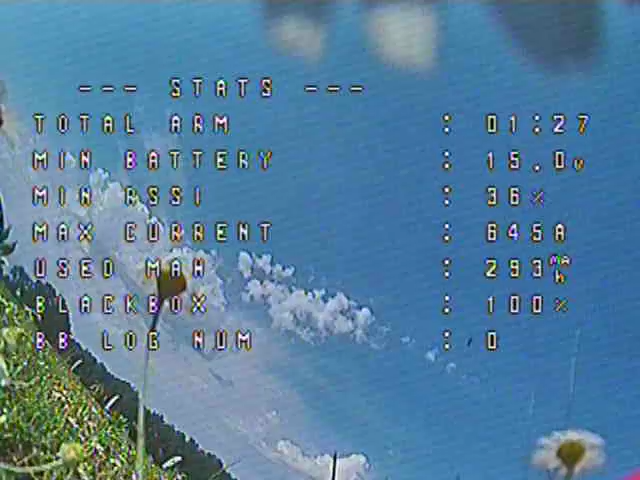 --- STATS ---
TOTAL ARM : 01:27
MIN BATTERY : 15.0V
MIN RSSI : 36%
MAX CURRENT : 645A
USED MAH : 293mAh
BLACKBOX : 100%
BB LOG NUM : 0